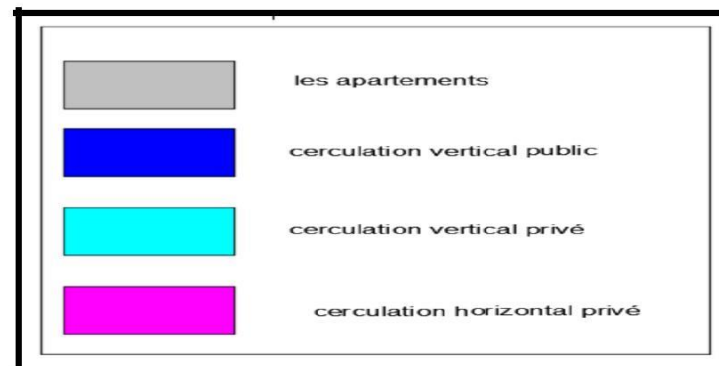 les apartements
cerculation vertical public
cerculation vertical privé
cerculation horizontal privé